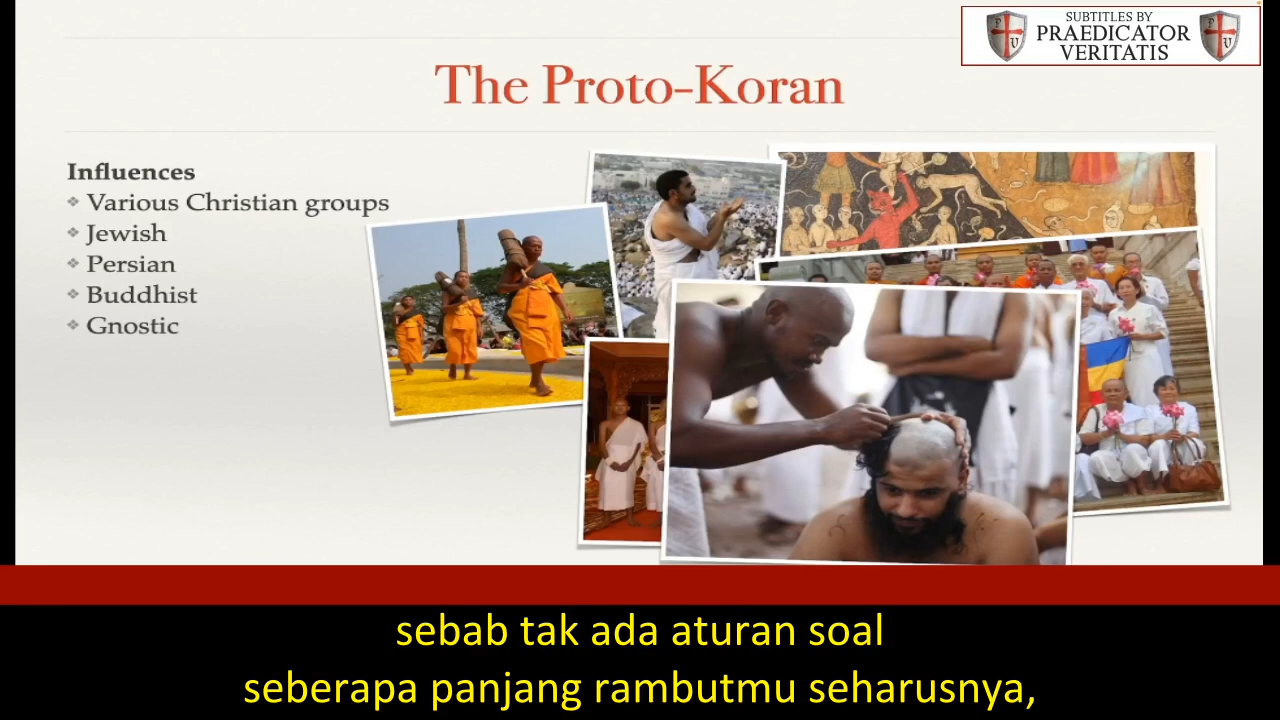 SUBTITLES BY
PRAEDICATOR
VERITATIS
The Proto-Koran
Influences
Various Christian groups
Jewish
Persian
Buddhist
Gnostic
sebab tak ada aturan soal
seberapa panjang rambutmu seharusnya,